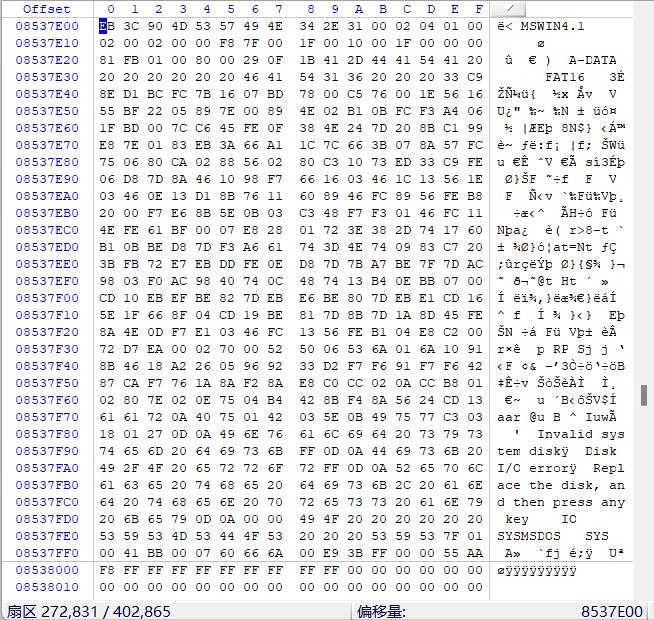 Offset 0 1 2 3 4 5 6 7 8 9 A B C D E F
08537E00 EB 3C 90 4D 53 57 49 4E 34 2E 31 00 02 04 01 00 ë< MSWIN4.1
08537E10 02 00 02 00 00 F8 7F 00 1F 00 10 00 1F 00 00 00 ø
08537E20 81 FB 01 00 80 00 29 0F 1B 41 2D 44 41 54 41 20 û € ) A-DATA
08537E30 20 20 20 20 20 20 46 41 54 31 36 20 20 20 33 C9 FAT16 3É
08537E40 8E D1 BC FC 7B 16 07 BD 78 00 C5 76 00 1E 56 16 ŽÑ¼ü{ ½x Åv V
08537E50 55 BF 22 05 89 7E 00 89 4E 02 B1 0B FC F3 A4 06 U¿" ‰~ ‰N ± üó¤
08537E60 1F BD 00 7C C6 45 FE 0F 38 4E 24 7D 20 8B C1 99 ½ |ÆEþ 8N$} ‹Á™
08537E70 E8 7E 01 83 EB 3A 66 A1 1C 7C 66 3B 07 8A 57 FC è~ ƒë:f¡ |f; ŠWü
08537E80 75 06 80 CA 02 88 56 02 80 C3 10 73 ED 33 C9 FE u €Ê ˆV €Ã sí3Éþ
08537E90 06 D8 7D 8A 46 10 98 F7 66 16 03 46 1C 13 56 1E Ø}ŠF ˜÷f F V
08537EA0 03 46 0E 13 D1 8B 76 11 60 89 46 FC 89 56 FE B8 F Ñ‹v `‰Fü‰Vþ¸
08537EB0 20 00 F7 E6 8B 5E 0B 03 C3 48 F7 F3 01 46 FC 11 ÷æ‹^ ÃH÷ó Fü
08537EC0 4E FE 61 BF 00 07 E8 28 01 72 3E 38 2D 74 17 60 Nþa¿ è( r>8-t `
08537ED0 B1 0B BE D8 7D F3 A6 61 74 3D 4E 74 09 83 C7 20 ± ¾Ø}ó¦at=Nt ƒÇ
08537EE0 3B FB 72 E7 EB DD FE 0E D8 7D 7B A7 BE 7F 7D AC ;ûrçëÝþ Ø}{§¾ }¬
08537EF0 98 03 F0 AC 98 40 74 0C 48 74 13 B4 0E BB 07 00 ˜ ð¬˜@t Ht ´ »
08537F00 CD 10 EB EF BE 82 7D EB E6 BE 80 7D EB E1 CD 16 Í ëï¾‚}ëæ¾€}ëáÍ
08537F10 5E 1F 66 8F 04 CD 19 BE 81 7D 8B 7D 1A 8D 45 FE ^ f Í ¾ }‹} Eþ
08537F20 8A 4E 0D F7 E1 03 46 FC 13 56 FE B1 04 E8 C2 00 ŠN ÷á Fü Vþ± èÂ
08537F30 72 D7 EA 00 02 70 00 52 50 06 53 6A 01 6A 10 91 r×ê p RP Sj j ‘
08537F40 8B 46 18 A2 26 05 96 92 33 D2 F7 F6 91 F7 F6 42 ‹F ¢& –’3Ò÷ö‘÷öB
08537F50 87 CA F7 76 1A 8A F2 8A E8 C0 CC 02 0A CC B8 01 ‡Ê÷v ŠòŠèÀÌ Ì¸
08537F60 02 80 7E 02 0E 75 04 B4 42 8B F4 8A 56 24 CD 13 €~ u ´B‹ôŠV$Í
08537F70 61 61 72 0A 40 75 01 42 03 5E 0B 49 75 77 C3 03 aar @u B ^ IuwÃ
08537F80 18 01 27 0D 0A 49 6E 76 61 6C 69 64 20 73 79 73 ' Invalid sys
08537F90 74 65 6D 20 64 69 73 6B FF 0D 0A 44 69 73 6B 20 tem diskÿ Disk
08537FA0 49 2F 4F 20 65 72 72 6F 72 FF 0D 0A 52 65 70 6C I/O errorÿ Repl
08537FB0 61 63 65 20 74 68 65 20 64 69 73 6B 2C 20 61 6E ace the disk, an
08537FC0 64 20 74 68 65 6E 20 70 72 65 73 73 20 61 6E 79 d then press any
08537FD0 20 6B 65 79 0D 0A 00 00 49 4F 20 20 20 20 20 20 key IO
08537FE0 53 59 53 4D 53 44 4F 53 20 20 20 53 59 53 7F 01 SYSMSDOS SYS
08537FF0 00 41 BB 00 07 60 66 6A 00 E9 3B FF 00 00 55 AA A» `fj é;ÿ Uª
08538000 F8 FF FF FF FF FF FF FF FF FF 00 00 00 00 00 00 øÿÿÿÿÿÿÿÿÿ
08538010 00 00 00 00 00 00 00 00 00 00 00 00 00 00 00 00
扇区 272,831 / 402,865 偏移量: 8537E00